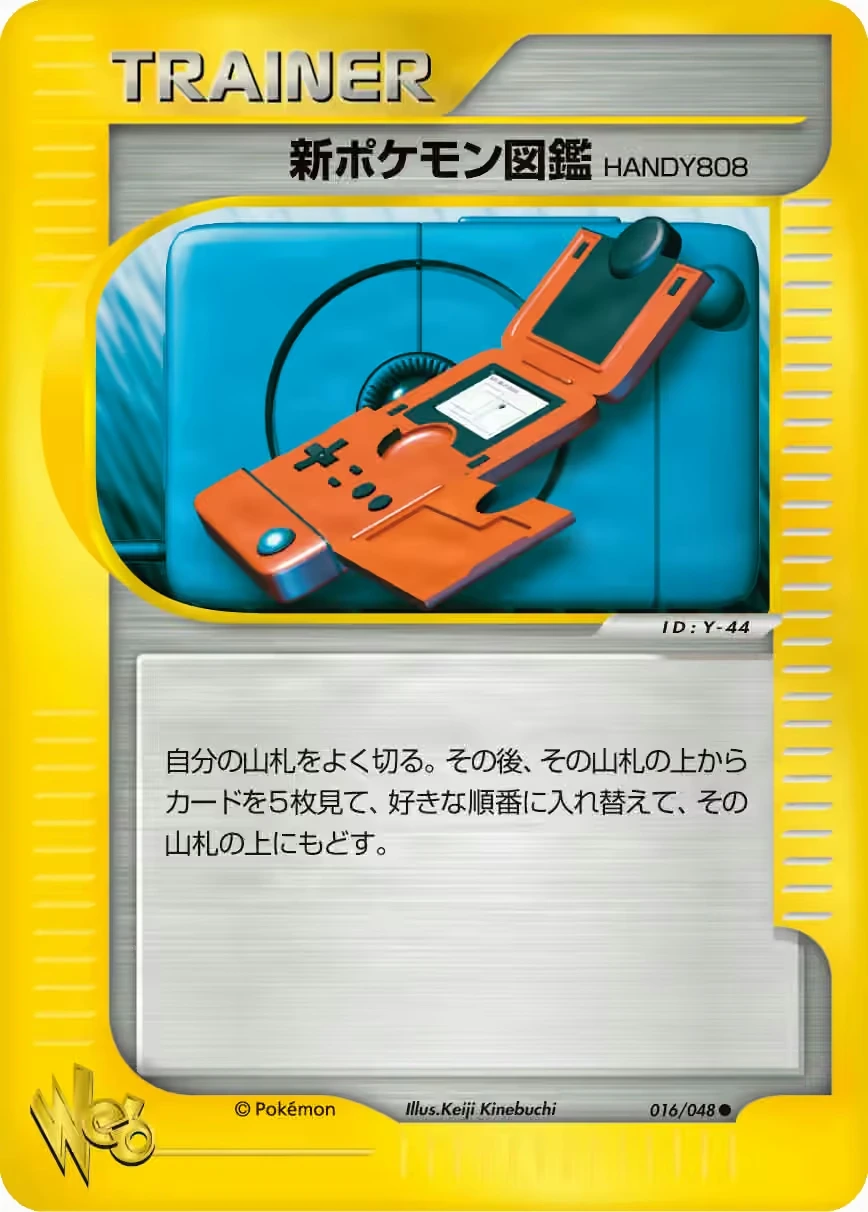 TRAINER
新ポケモン図鑑 HANDY808
ID:Y-44
自分の山札をよく切る。その後、その山札の上から
カードを5枚見て、好きな順番に入れ替えて、その
山札の上にもどす。
Web
© Pokémon Illus.Keiji Kinebuchi 016/048●